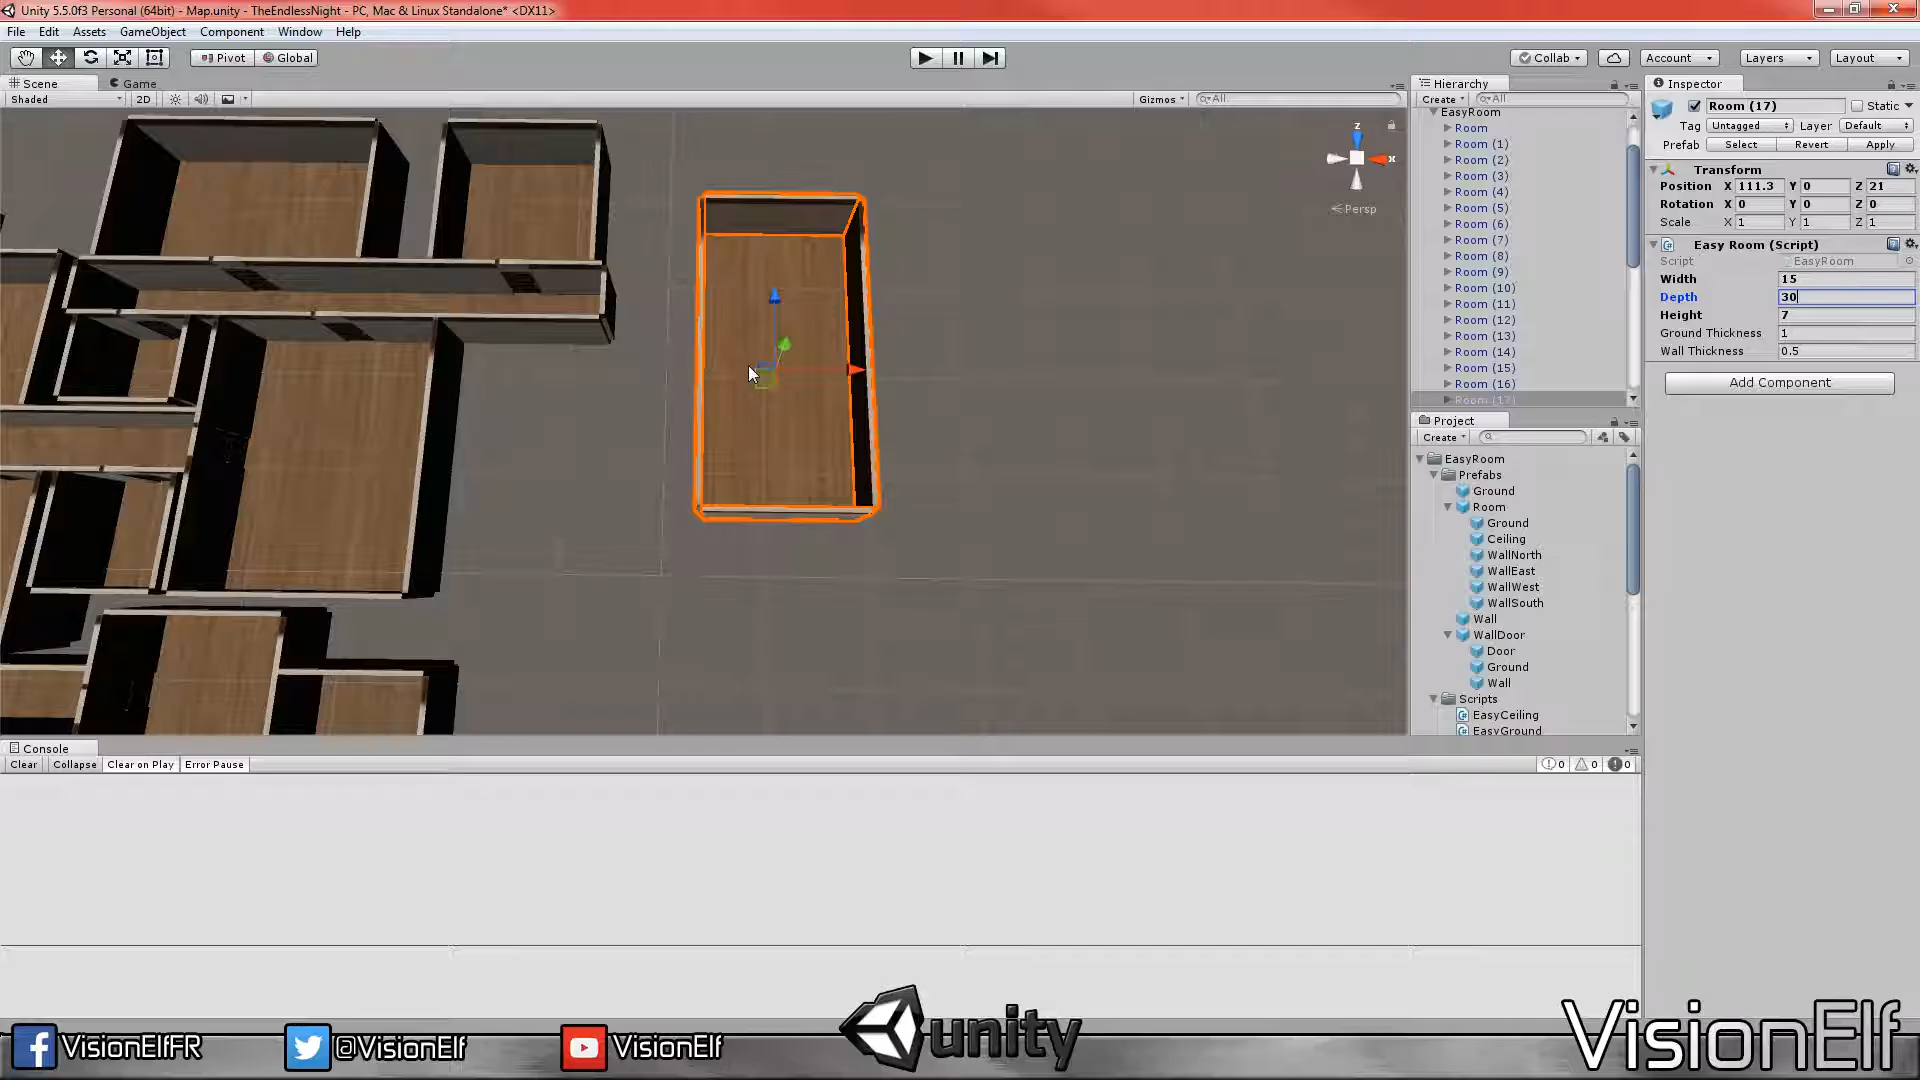 Unity 5.5.0f3 Personal (64bit) - Map.unity - TheEndlessNight - PC, Mac & Linux Standalone* <DX11>
File Edit Assets GameObject Component Window Help
Pivot Global Collab Account Layers Layout
Scene Game
Shaded 2D Gizmos All
z
x
Persp
Hierarchy
Create All
EasyRoom
Room
Room (1)
Room (2)
Room (3)
Room (4)
Room (5)
Room (6)
Room (7)
Room (8)
Room (9)
Room (10)
Room (11)
Room (12)
Room (13)
Room (14)
Room (15)
Room (16)
Room (17)
Project
Create
EasyRoom
Prefabs
Ground
Room
Ground
Ceiling
WallNorth
WallEast
WallWest
WallSouth
Wall
WallDoor
Door
Ground
Wall
Scripts
EasyCeiling
EasyGround
Inspector
Room (17) Static
Tag Untagged Layer Default
Prefab Select Revert Apply
Transform
Position X 111.3 Y 0 Z 21
Rotation X 0 Y 0 Z 0
Scale X 1 Y 1 Z 1
Easy Room (Script)
Script EasyRoom
Width 15
Depth 30
Height 7
Ground Thickness 1
Wall Thickness 0.5
Add Component
Console
Clear Collapse Clear on Play Error Pause 0 0 0
VisionElfFR @VisionElf VisionElf unity VisionElf